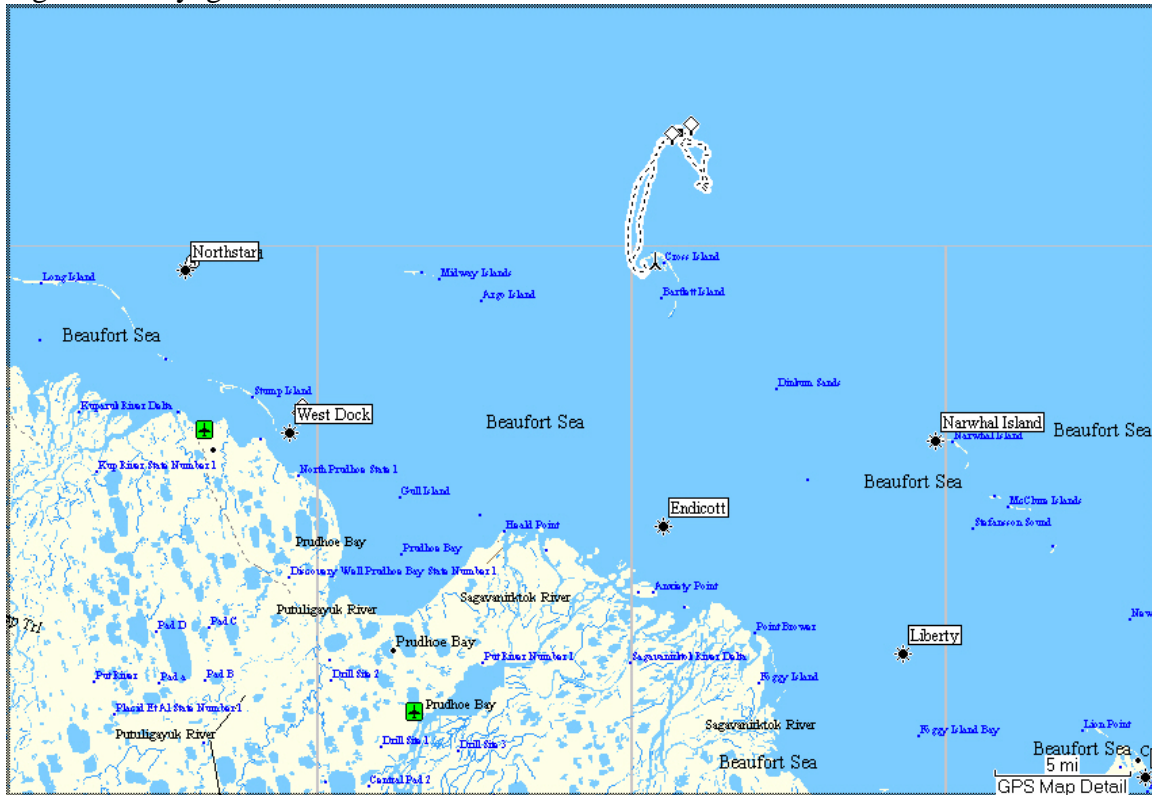 Northstar
Cross Island
Long Island
Midway Islands
Argo Island
Bartlett Island
Beaufort Sea
Dinkum Sands
Stump Island
Kuparuk River Delta
West Dock
Beaufort Sea
Narwhal Island
Narwhal Island
Beaufort Sea
Kup River State Number 1
North Prudhoe State 1
Beaufort Sea
Gull Island
McClure Islands
Endicott
Stefansson Sound
Heald Point
Prudhoe Bay
Prudhoe Bay
Discovery Well Prudhoe Bay State Number 1
Anxiety Point
Sagavanirktok River
Putuligayuk River
Trl
Pad D
Pad C
Point Brower
Liberty
Prudhoe Bay
Put River Number 1
Sagavanirktok River Delta
Put River
Pad A
Pad B
Drill Site 2
Foggy Island
Placid Et Al State Number 1
Prudhoe Bay
Sagavanirktok River
Lion Point
Putuligayuk River
Foggy Island Bay
Drill Site 1
Drill Site 3
Beaufort Sea
Beaufort Sea
5 mi
Central Pad 2
GPS Map Detail